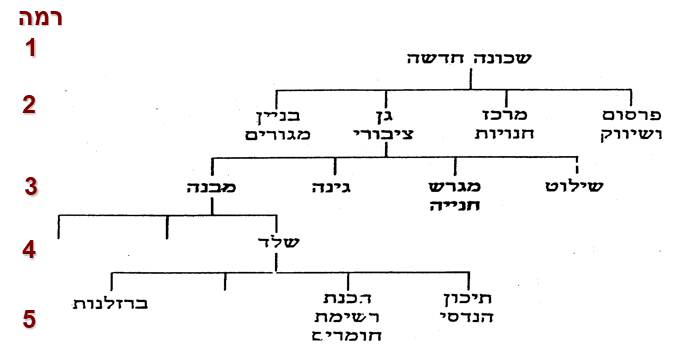 רמה
1
שכונה חדשה
2
פרסום ושיווק
מרכז חנויות
גן ציבורי
בניין מגורים
3
שילוט
מגרש חנייה
גינה
מבנה
4
שלד
5
תיכון הנדסי
הכנת רשימת חומרים
ברזלנות